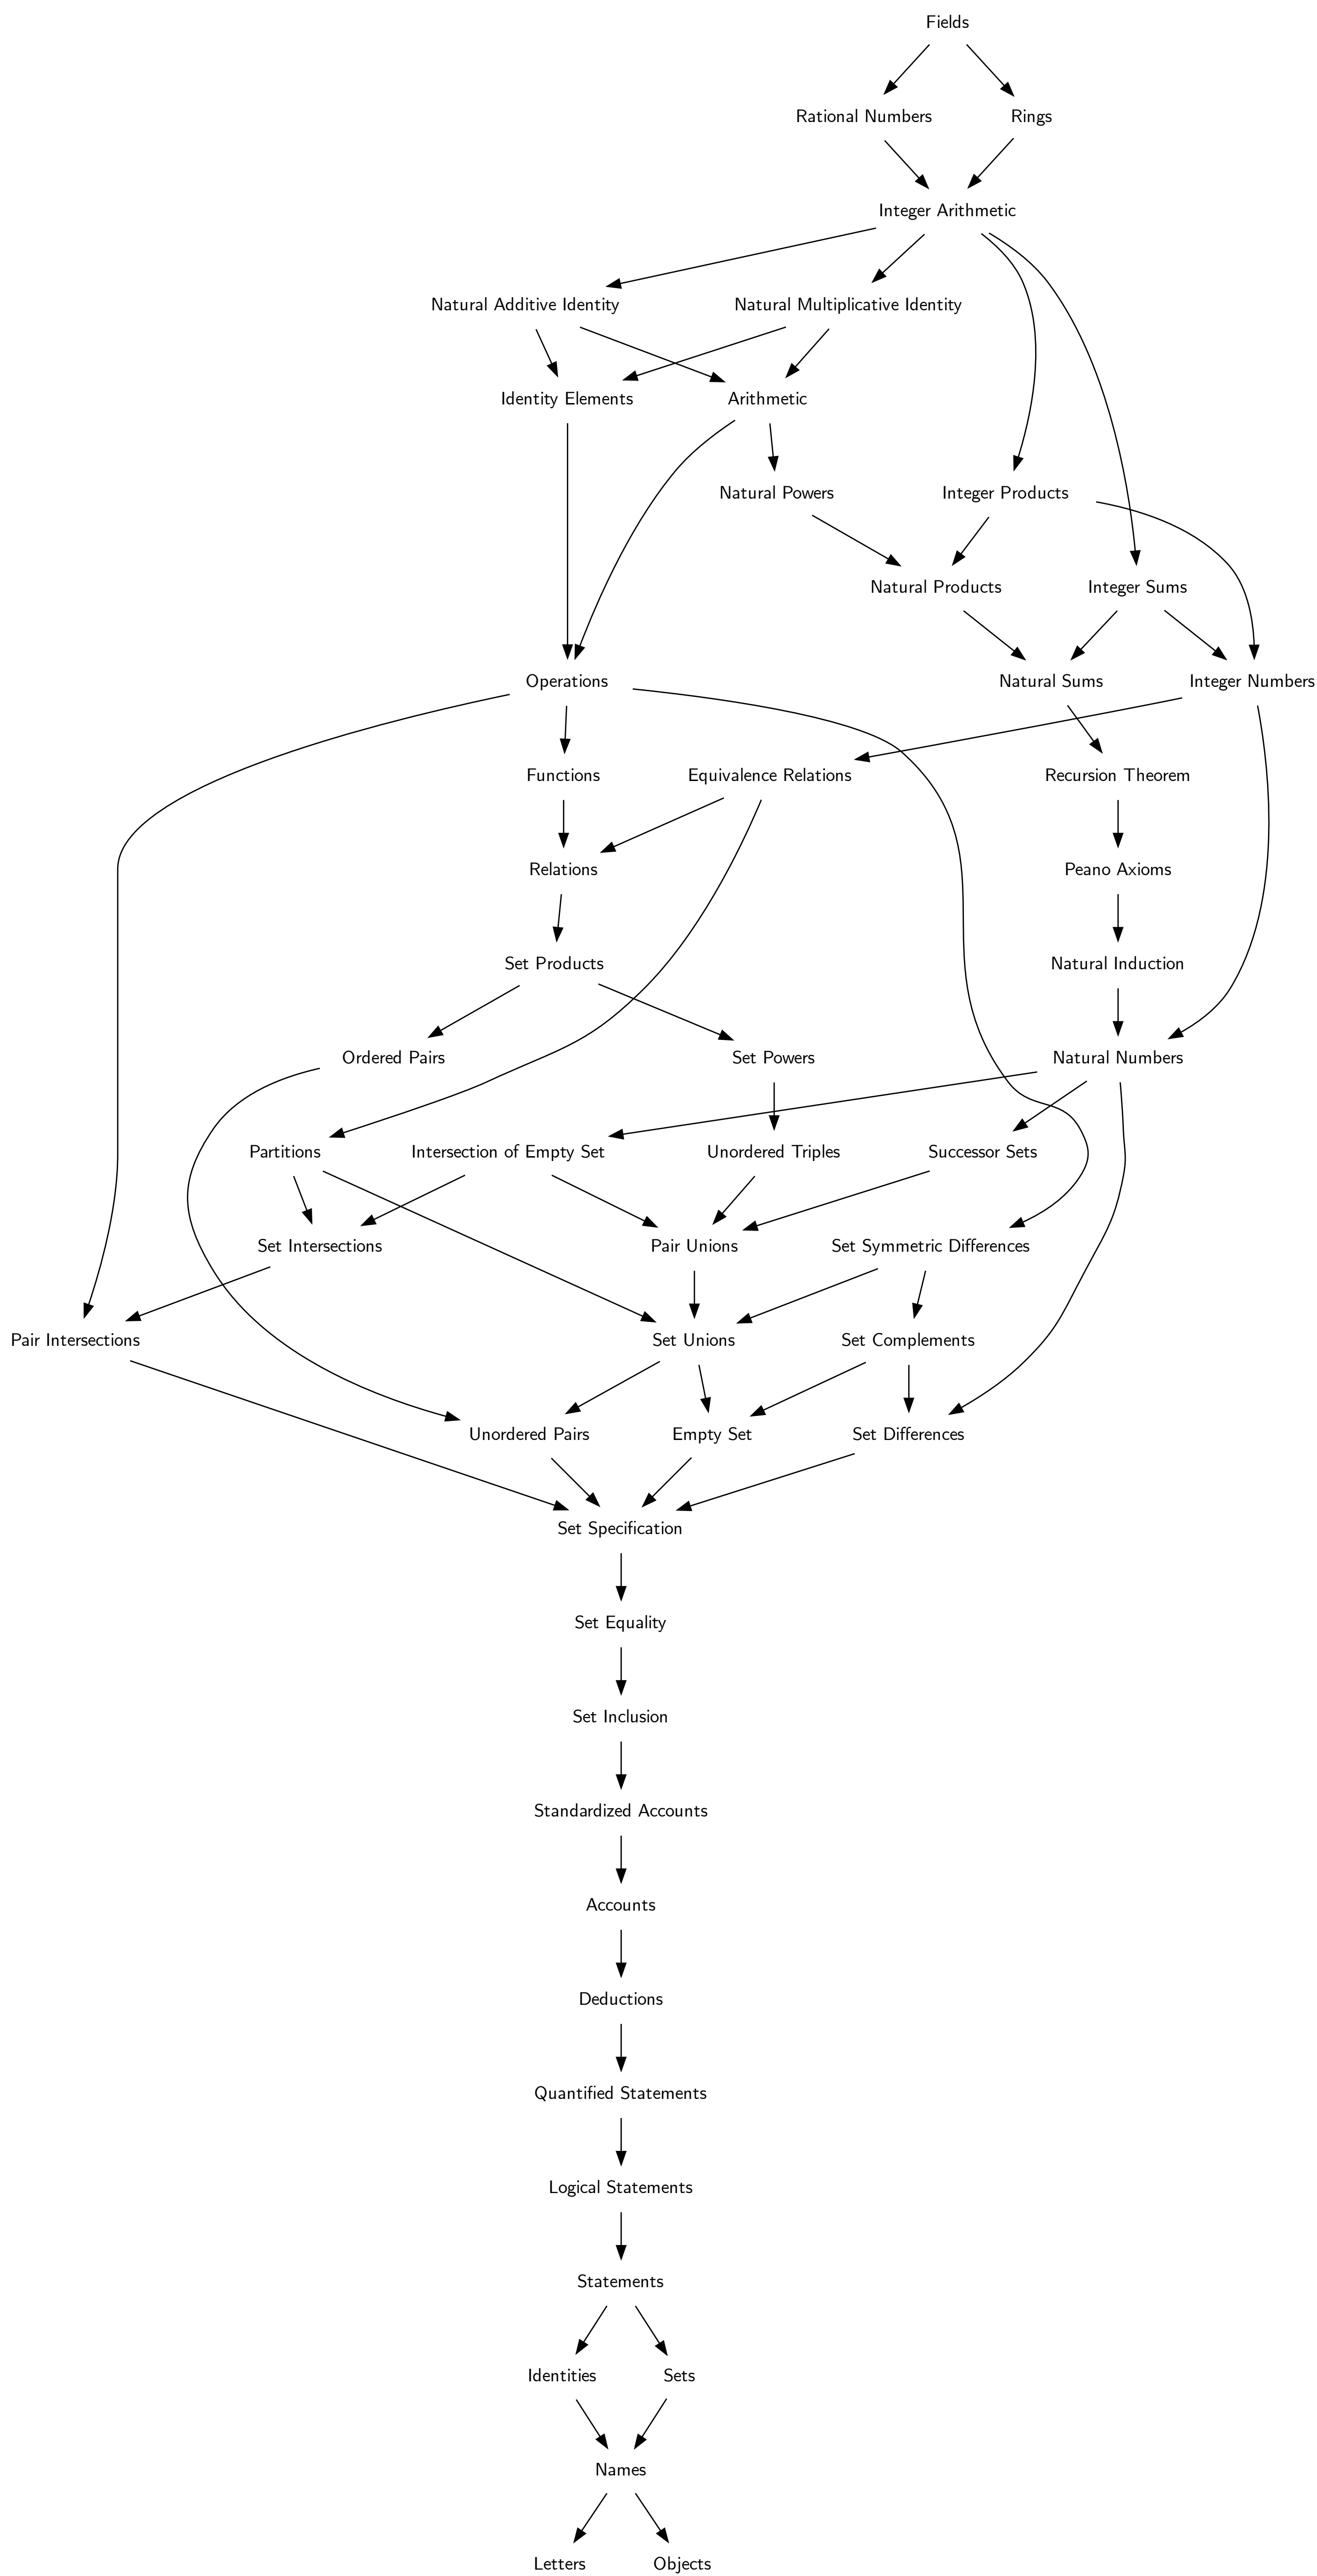 Fields
Rational Numbers
Rings
Integer Arithmetic
Natural Additive Identity
Natural Multiplicative Identity
Identity Elements
Arithmetic
Natural Powers
Integer Products
Natural Products
Integer Sums
Operations
Natural Sums
Integer Numbers
Functions
Equivalence Relations
Recursion Theorem
Relations
Peano Axioms
Set Products
Natural Induction
Ordered Pairs
Set Powers
Natural Numbers
Partitions
Intersection of Empty Set
Unordered Triples
Successor Sets
Set Intersections
Pair Unions
Set Symmetric Differences
Pair Intersections
Set Unions
Set Complements
Unordered Pairs
Empty Set
Set Differences
Set Specification
Set Equality
Set Inclusion
Standardized Accounts
Accounts
Deductions
Quantified Statements
Logical Statements
Statements
Identities
Sets
Names
Letters
Objects